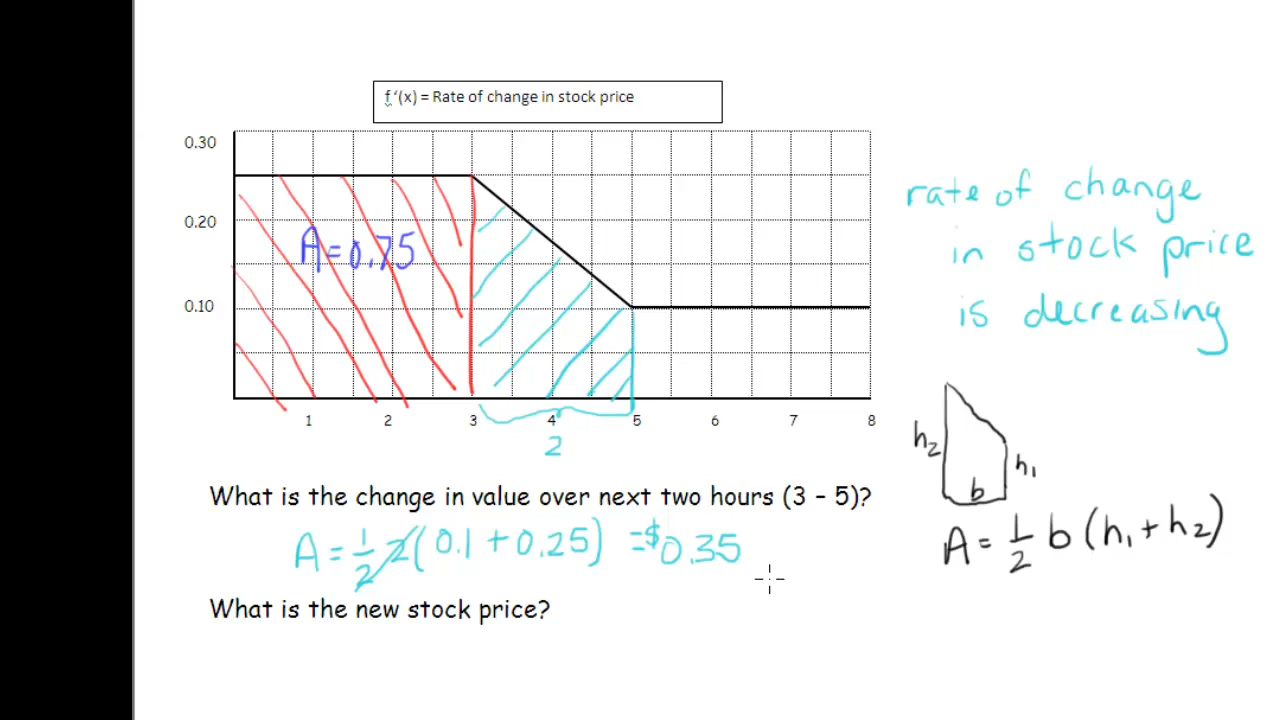 f '(x) = Rate of change in stock price
0.30
0.20
0.10
A = 0.75
1 2 3 4 5 6 7 8
2
rate of change
in stock price
is decreasing
h2
h1
b
A = 1/2 b (h1 + h2)
What is the change in value over next two hours (3 – 5)?
A = 1/2 2 (0.1 + 0.25) = $0.35
What is the new stock price?